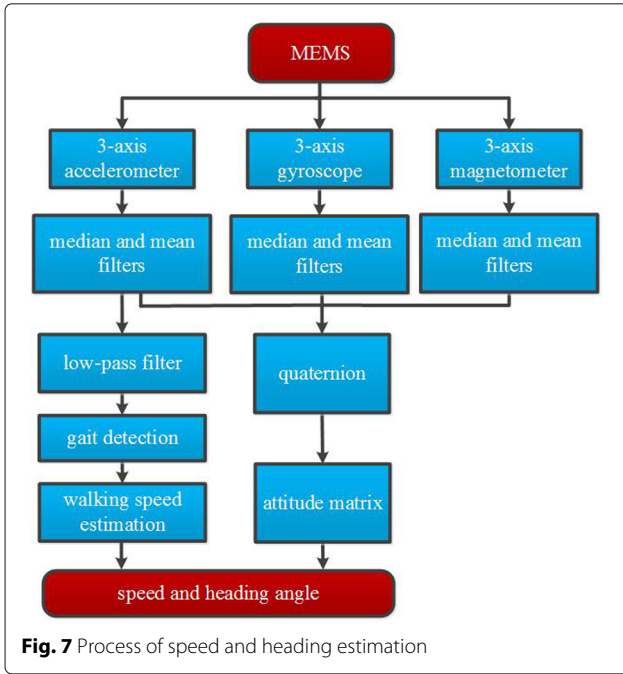 MEMS
3-axis
accelerometer
3-axis
gyroscope
3-axis
magnetometer
median and mean
filters
median and mean
filters
median and mean
filters
low-pass filter
quaternion
gait detection
walking speed
estimation
attitude matrix
speed and heading angle
Fig. 7 Process of speed and heading estimation